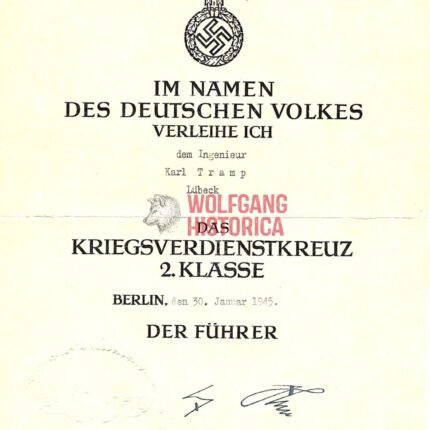 IM NAMEN
DES DEUTSCHEN VOLKES
VERLEIHE ICH
dem Ingenieur
Karl Tramp
Lübeck
WOLFGANG
HISTORICA
DAS
KRIEGSVERDIENSTKREUZ
2. KLASSE
BERLIN, den 30. Januar 1945.
DER FÜHRER